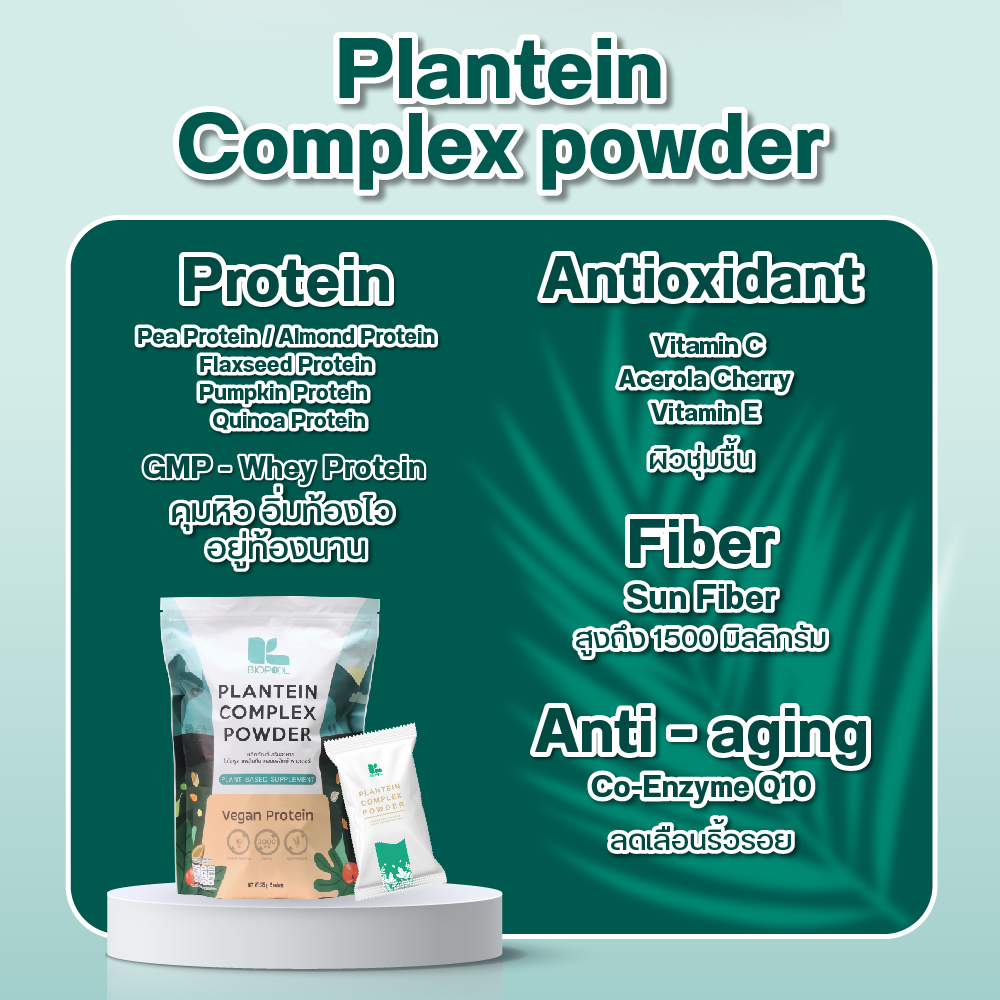 Plantein
Complex powder
Protein
Pea Protein / Almond Protein
Flaxseed Protein
Pumpkin Protein
Quinoa Protein
GMP - Whey Protein
คุมหิว อิ่มท้องไว
อยู่ท้องนาน
Antioxidant
Vitamin C
Acerola Cherry
Vitamin E
ผิวชุ่มชื้น
Fiber
Sun Fiber
สูงถึง 1500 มิลลิกรัม
Anti - aging
Co-Enzyme Q10
ลดเลือนริ้วรอย
BIOPOOL
PLANTEIN
COMPLEX
POWDER
PLANT BASED SUPPLEMENT
Vegan Protein
PLANTEIN
COMPLEX
POWDER